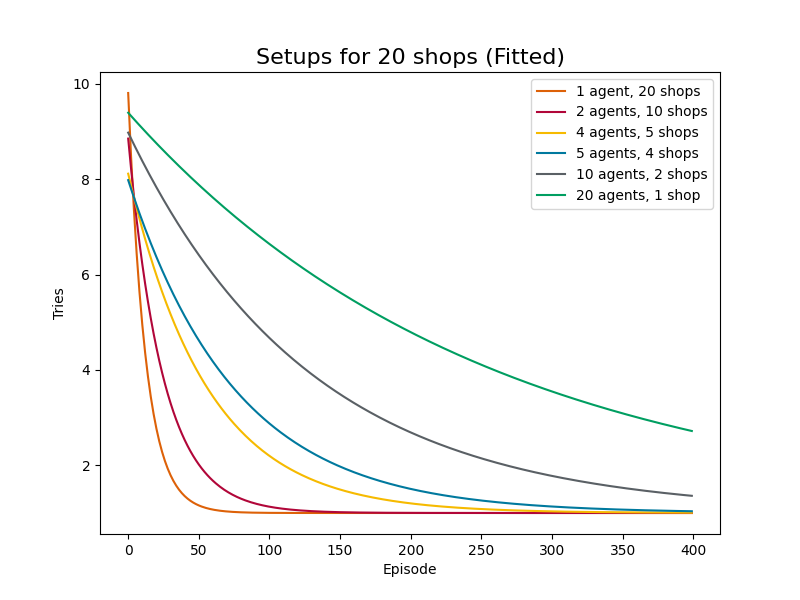 Setups for 20 shops (Fitted)
10
8
6
4
2
Tries
1 agent, 20 shops
2 agents, 10 shops
4 agents, 5 shops
5 agents, 4 shops
10 agents, 2 shops
20 agents, 1 shop
0 50 100 150 200 250 300 350 400
Episode